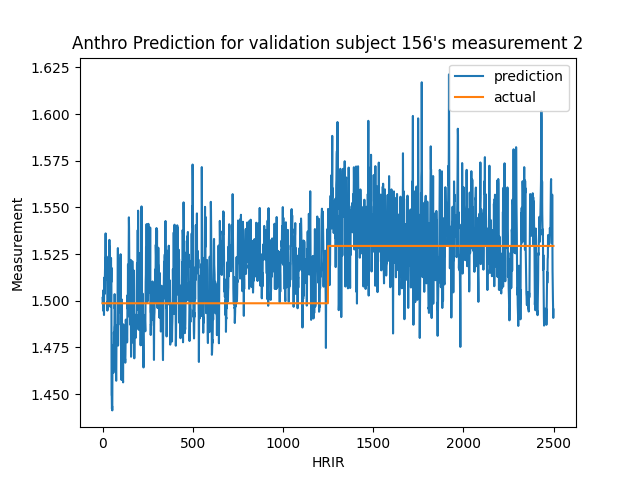 Anthro Prediction for validation subject 156's measurement 2
prediction
actual
1.625
1.600
1.575
1.550
1.525
1.500
1.475
1.450
Measurement
0
500
1000
1500
2000
2500
HRIR